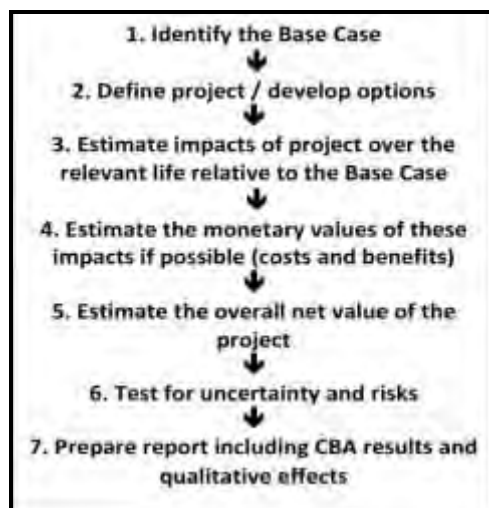 1. Identify the Base Case
2. Define project / develop options
3. Estimate impacts of project over the
relevant life relative to the Base Case
4. Estimate the monetary values of these
impacts if possible (costs and benefits)
5. Estimate the overall net value of the
project
6. Test for uncertainty and risks
7. Prepare report including CBA results and
qualitative effects